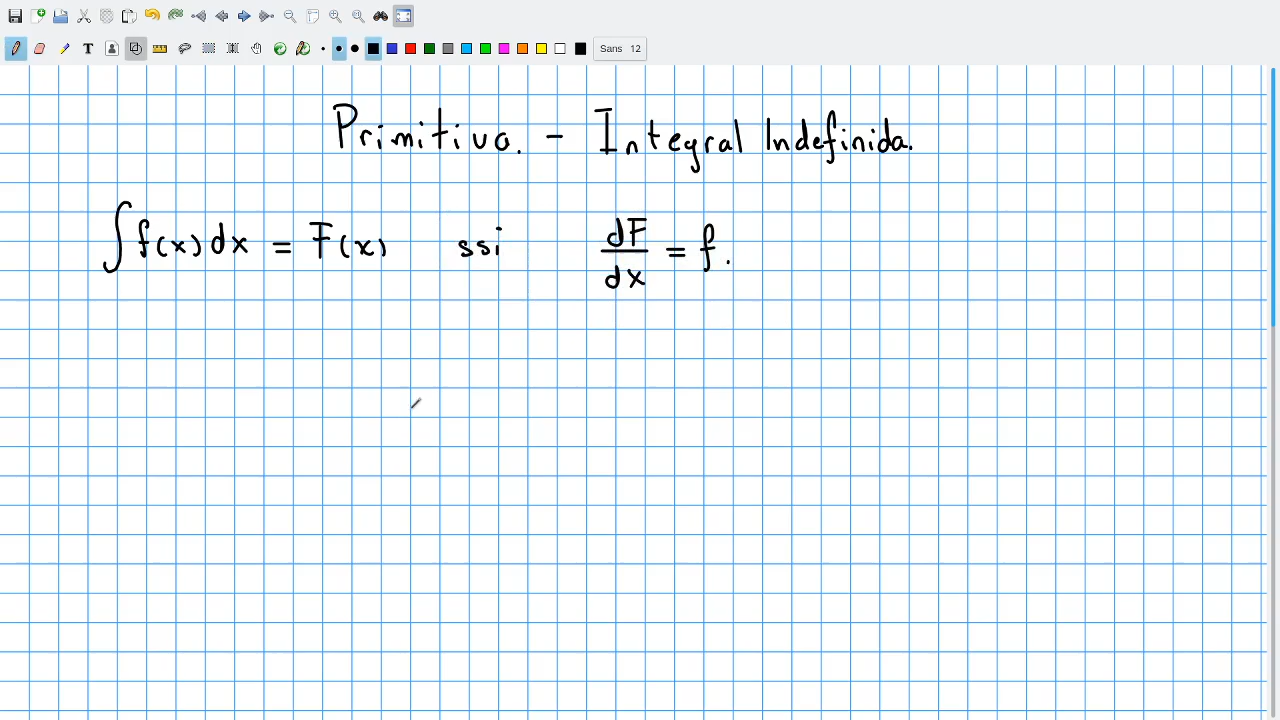 T
Sans 12
Primitiva. - Integral Indefinida.
∫ f(x) dx = F(x) ssi dF/dx = f.